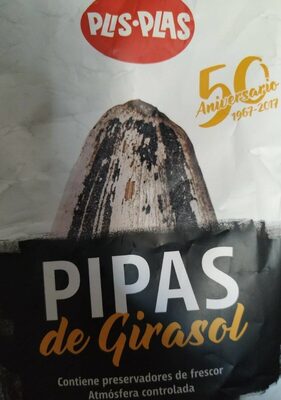 PLIS·PLAS
50
Aniversario
1967-2017
PIPAS
de Girasol
Contiene preservadores de frescor
Atmósfera controlada